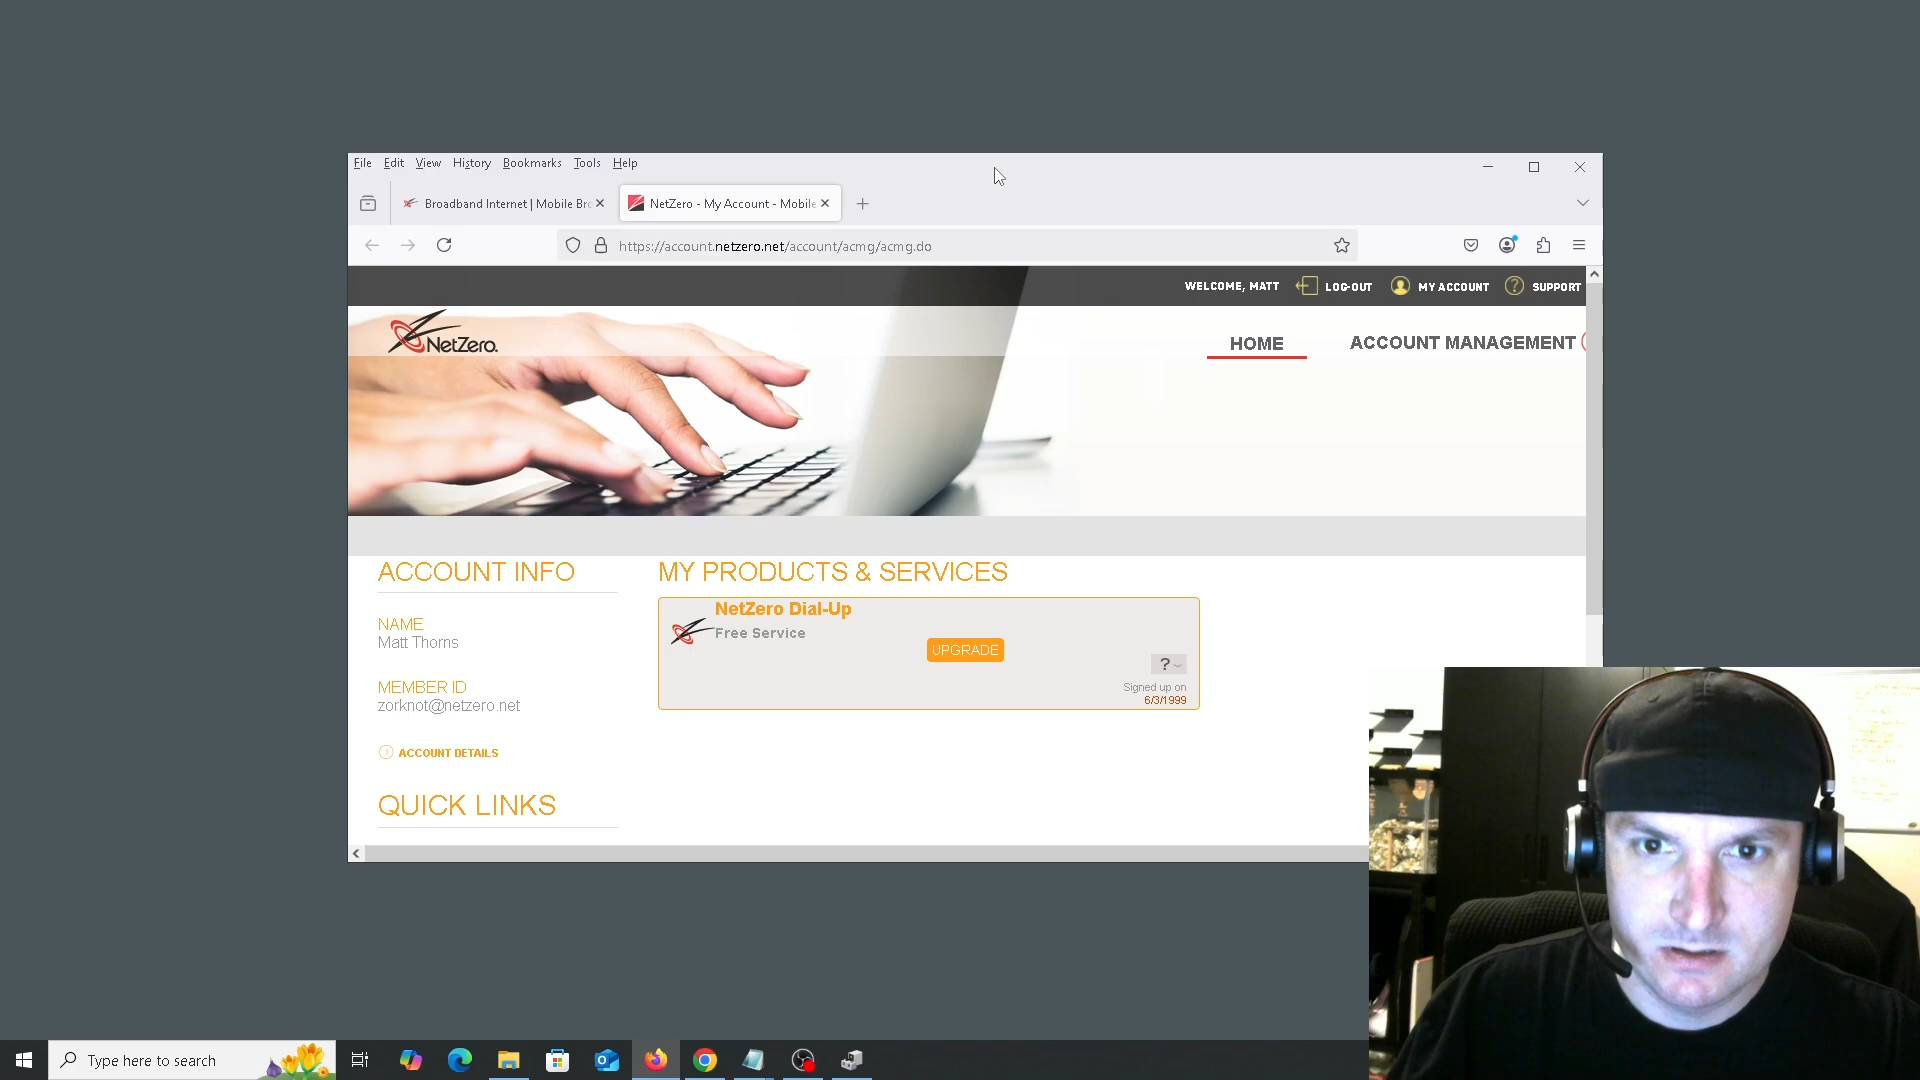 File Edit View History Bookmarks Tools Help
Broadband Internet | Mobile Br
NetZero - My Account - Mobile
https://account.netzero.net/account/acmg/acmg.do
WELCOME, MATT LOG-OUT MY ACCOUNT SUPPORT
NetZero.
HOME ACCOUNT MANAGEMENT
ACCOUNT INFO
NAME
Matt Thorns
MEMBER ID
zorknot@netzero.net
ACCOUNT DETAILS
QUICK LINKS
MY PRODUCTS & SERVICES
NetZero Dial-Up
Free Service
UPGRADE
?
Signed up on
6/3/1999
Type here to search